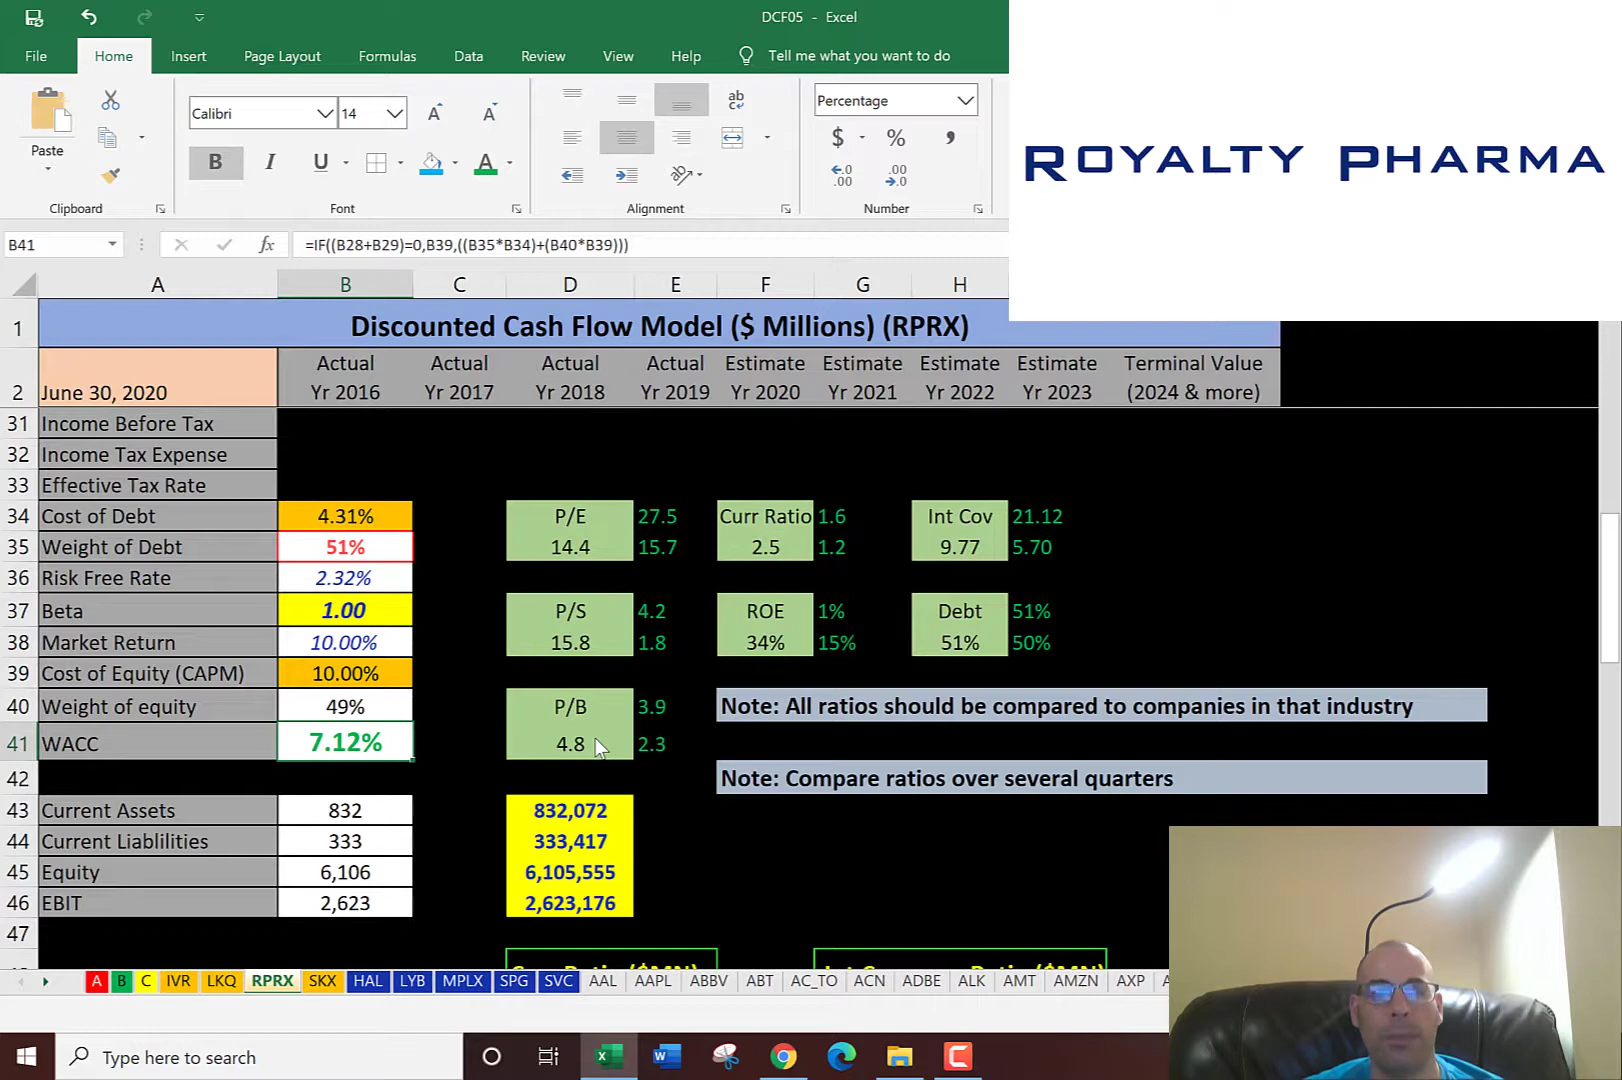 DCF05 - Excel
File Home Insert Page Layout Formulas Data Review View Help Tell me what you want to do
Paste
Calibri 14
Percentage
Clipboard Font Alignment Number
B41 =IF((B28+B29)=0,B39,((B35*B34)+(B40*B39)))
ROYALTY PHARMA
A B C D E F G H
1 Discounted Cash Flow Model ($ Millions) (RPRX)
Actual Actual Actual Actual Estimate Estimate Estimate Estimate Terminal Value
2 June 30, 2020 Yr 2016 Yr 2017 Yr 2018 Yr 2019 Yr 2020 Yr 2021 Yr 2022 Yr 2023 (2024 & more)
31 Income Before Tax
32 Income Tax Expense
33 Effective Tax Rate
34 Cost of Debt 4.31% P/E 27.5 Curr Ratio 1.6 Int Cov 21.12
35 Weight of Debt 51% 14.4 15.7 2.5 1.2 9.77 5.70
36 Risk Free Rate 2.32%
37 Beta 1.00 P/S 4.2 ROE 1% Debt 51%
38 Market Return 10.00% 15.8 1.8 34% 15% 51% 50%
39 Cost of Equity (CAPM) 10.00%
40 Weight of equity 49% P/B 3.9 Note: All ratios should be compared to companies in that industry
41 WACC 7.12% 4.8 2.3
42 Note: Compare ratios over several quarters
43 Current Assets 832 832,072
44 Current Liablilities 333 333,417
45 Equity 6,106 6,105,555
46 EBIT 2,623 2,623,176
47
A B C IVR LKQ RPRX SKX HAL LYB MPLX SPG SVC AAL AAPL ABBV ABT AC_TO ACN ADBE ALK AMT AMZN AXP
Type here to search